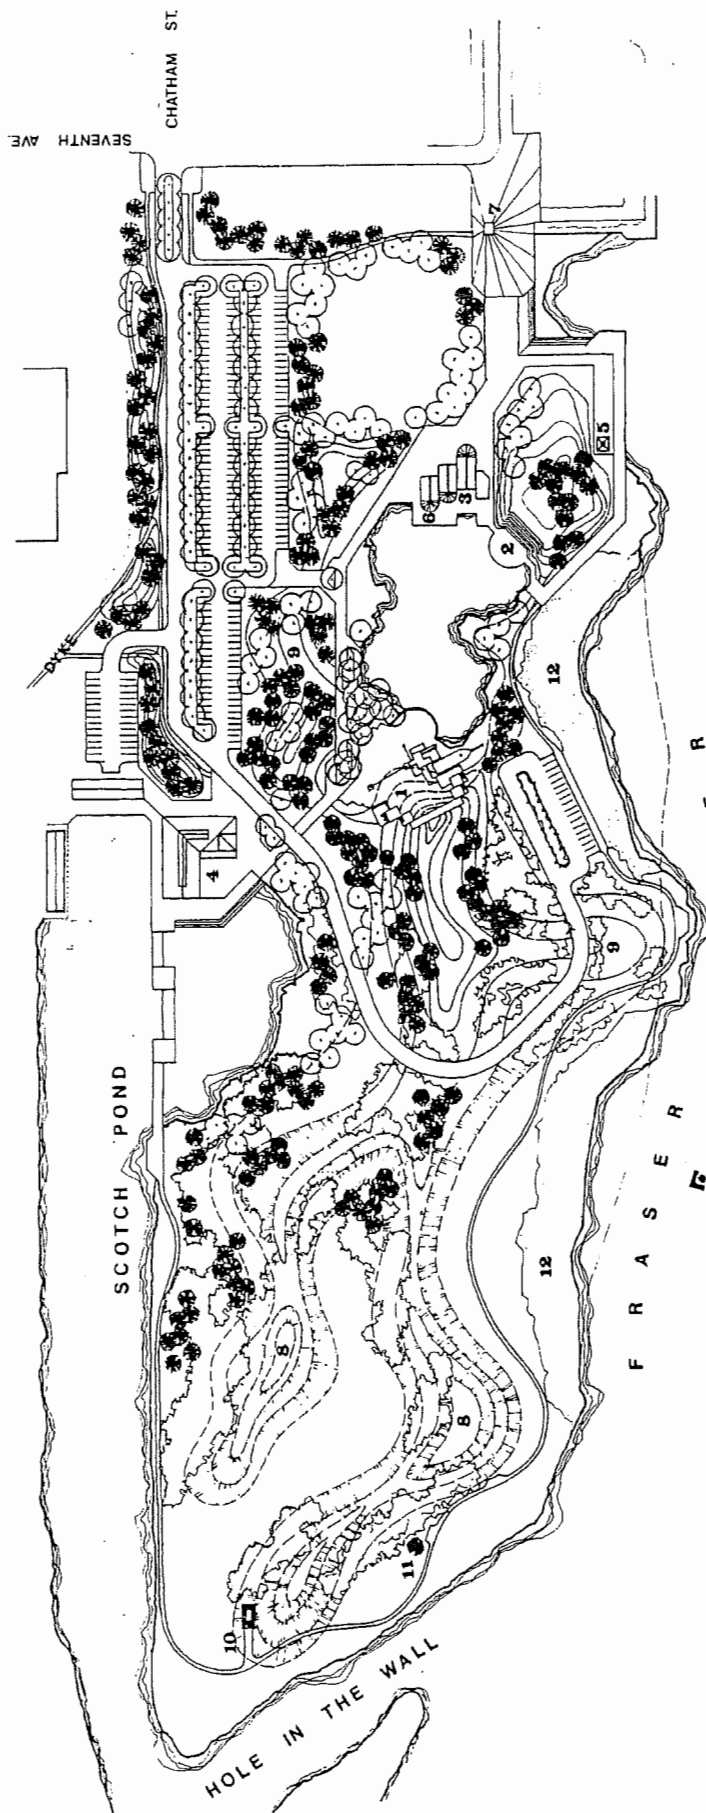 CHATHAM ST.
SEVENTH AVE.
7
5
3
6
2
DYKE
9
12
1
4
9
SCOTCH POND
12
FRASER R
8
8
11
10
HOLE IN THE WALL